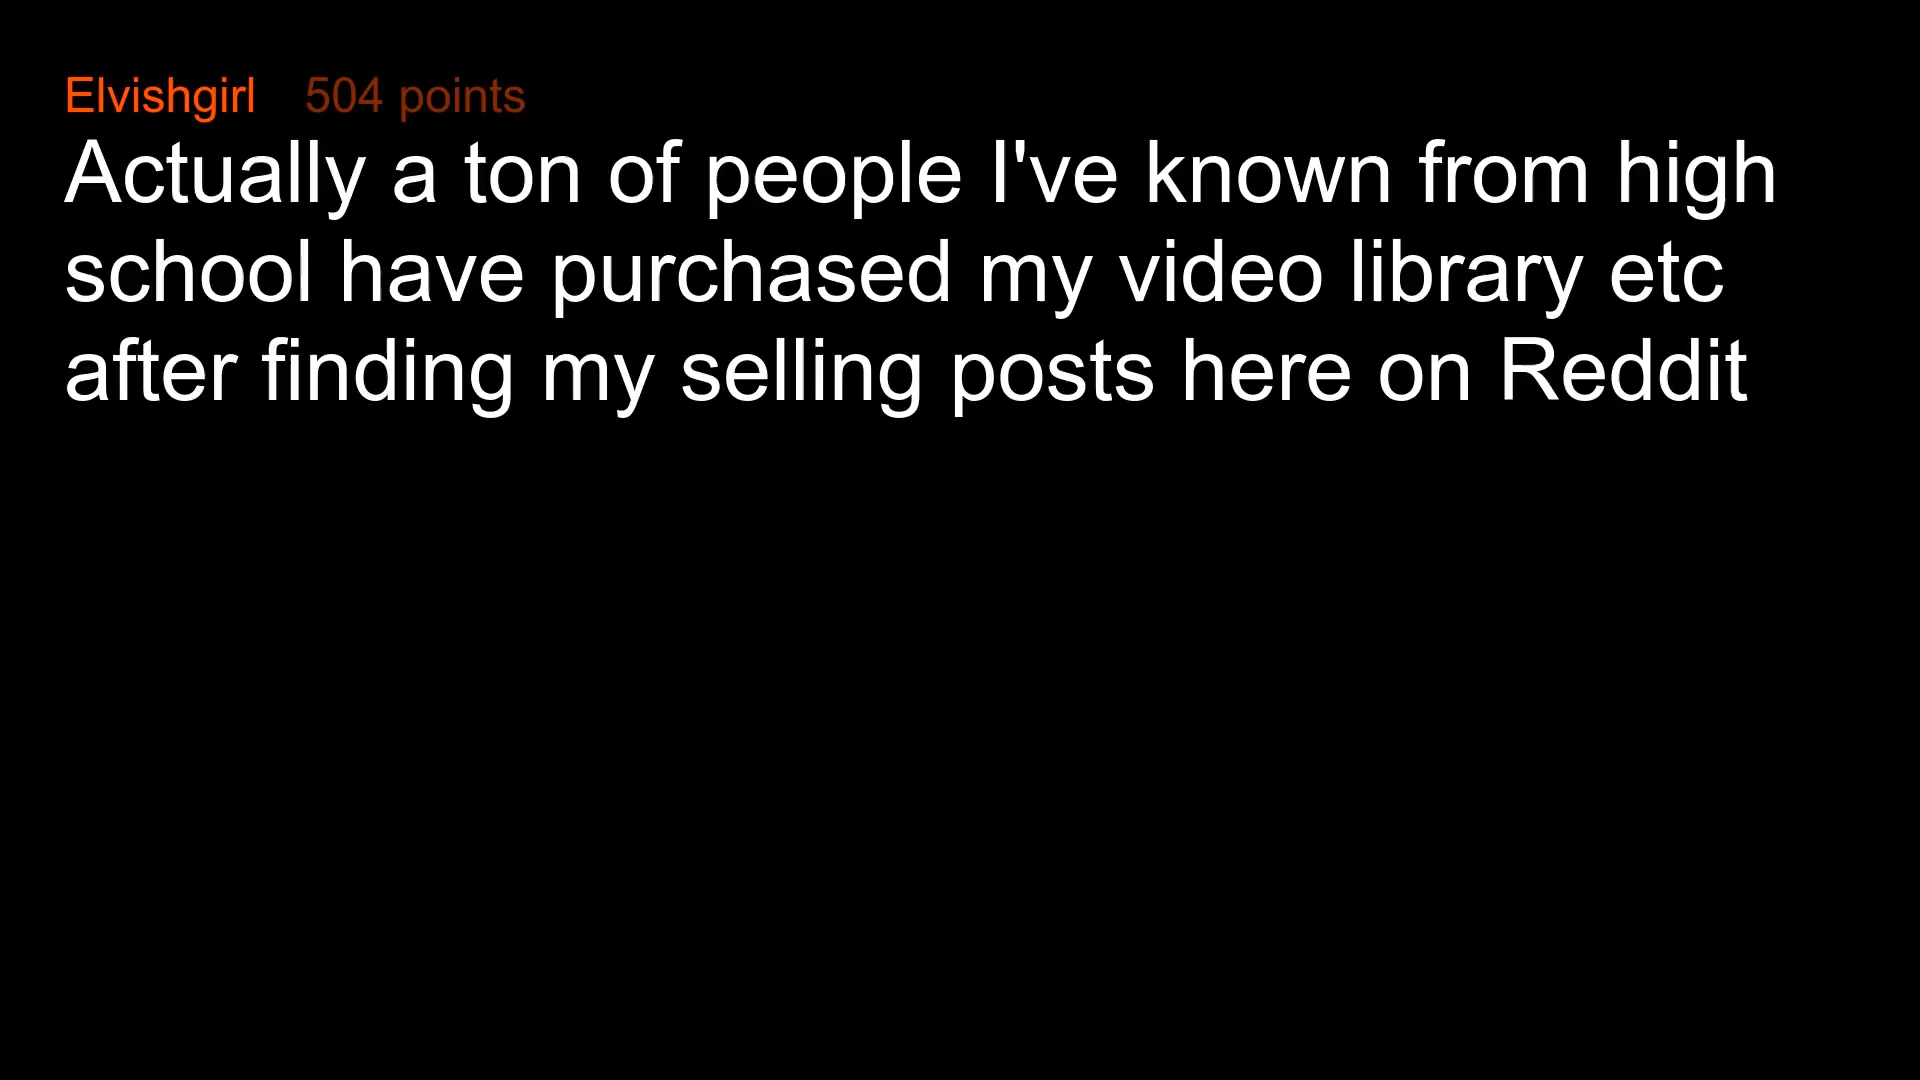 Elvishgirl 504 points
Actually a ton of people I've known from high
school have purchased my video library etc
after finding my selling posts here on Reddit